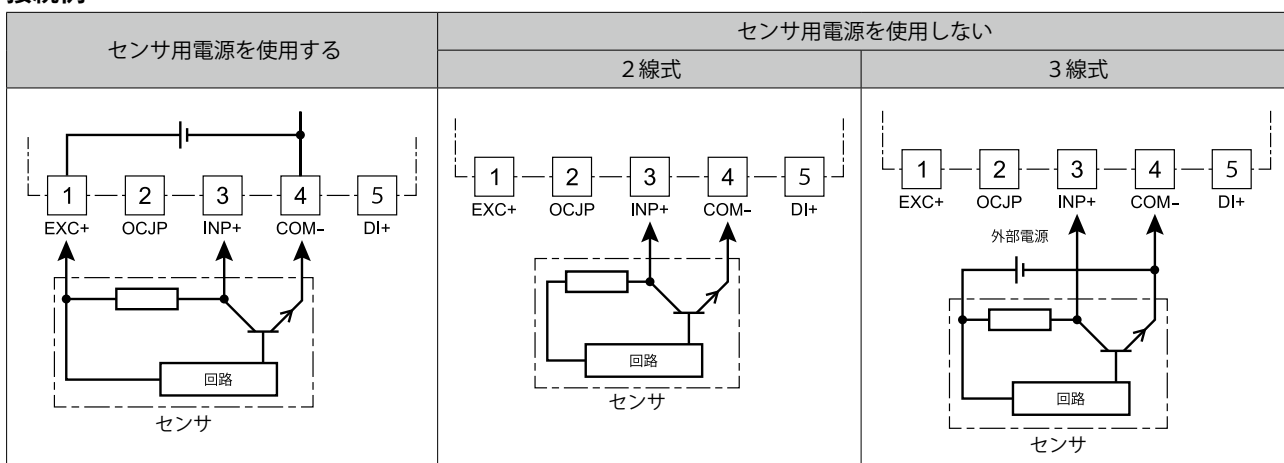 センサ用電源を使用する
センサ用電源を使用しない
２線式
３線式
1 2 3 4 5
EXC+ OCJP INP+ COM– DI+
回路
センサ
1 2 3 4 5
EXC+ OCJP INP+ COM– DI+
回路
センサ
1 2 3 4 5
EXC+ OCJP INP+ COM– DI+
外部電源
回路
センサ